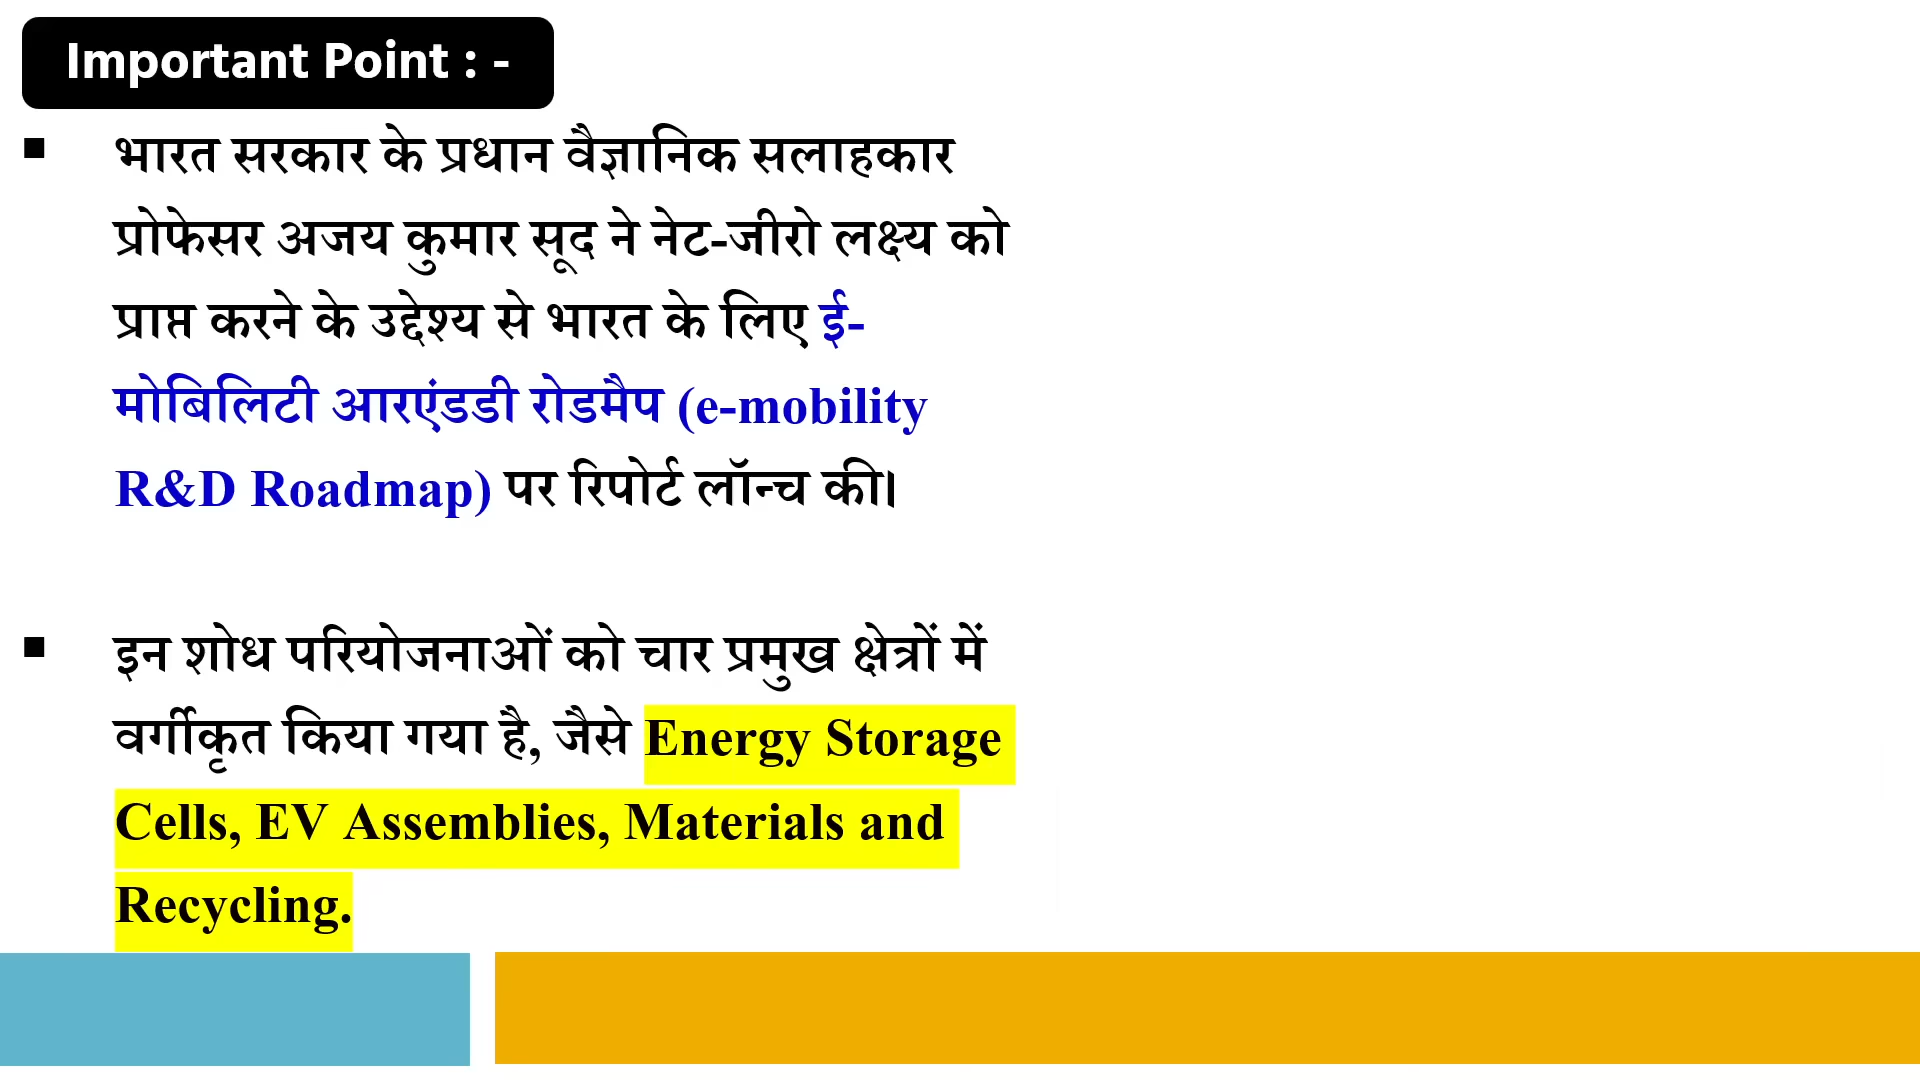 Important Point : -
▪ भारत सरकार के प्रधान वैज्ञानिक सलाहकार
प्रोफेसर अजय कुमार सूद ने नेट-जीरो लक्ष्य को
प्राप्त करने के उद्देश्य से भारत के लिए ई-
मोबिलिटी आरएंडडी रोडमैप (e-mobility
R&D Roadmap) पर रिपोर्ट लॉन्च की।
▪ इन शोध परियोजनाओं को चार प्रमुख क्षेत्रों में
वर्गीकृत किया गया है, जैसे Energy Storage
Cells, EV Assemblies, Materials and
Recycling.